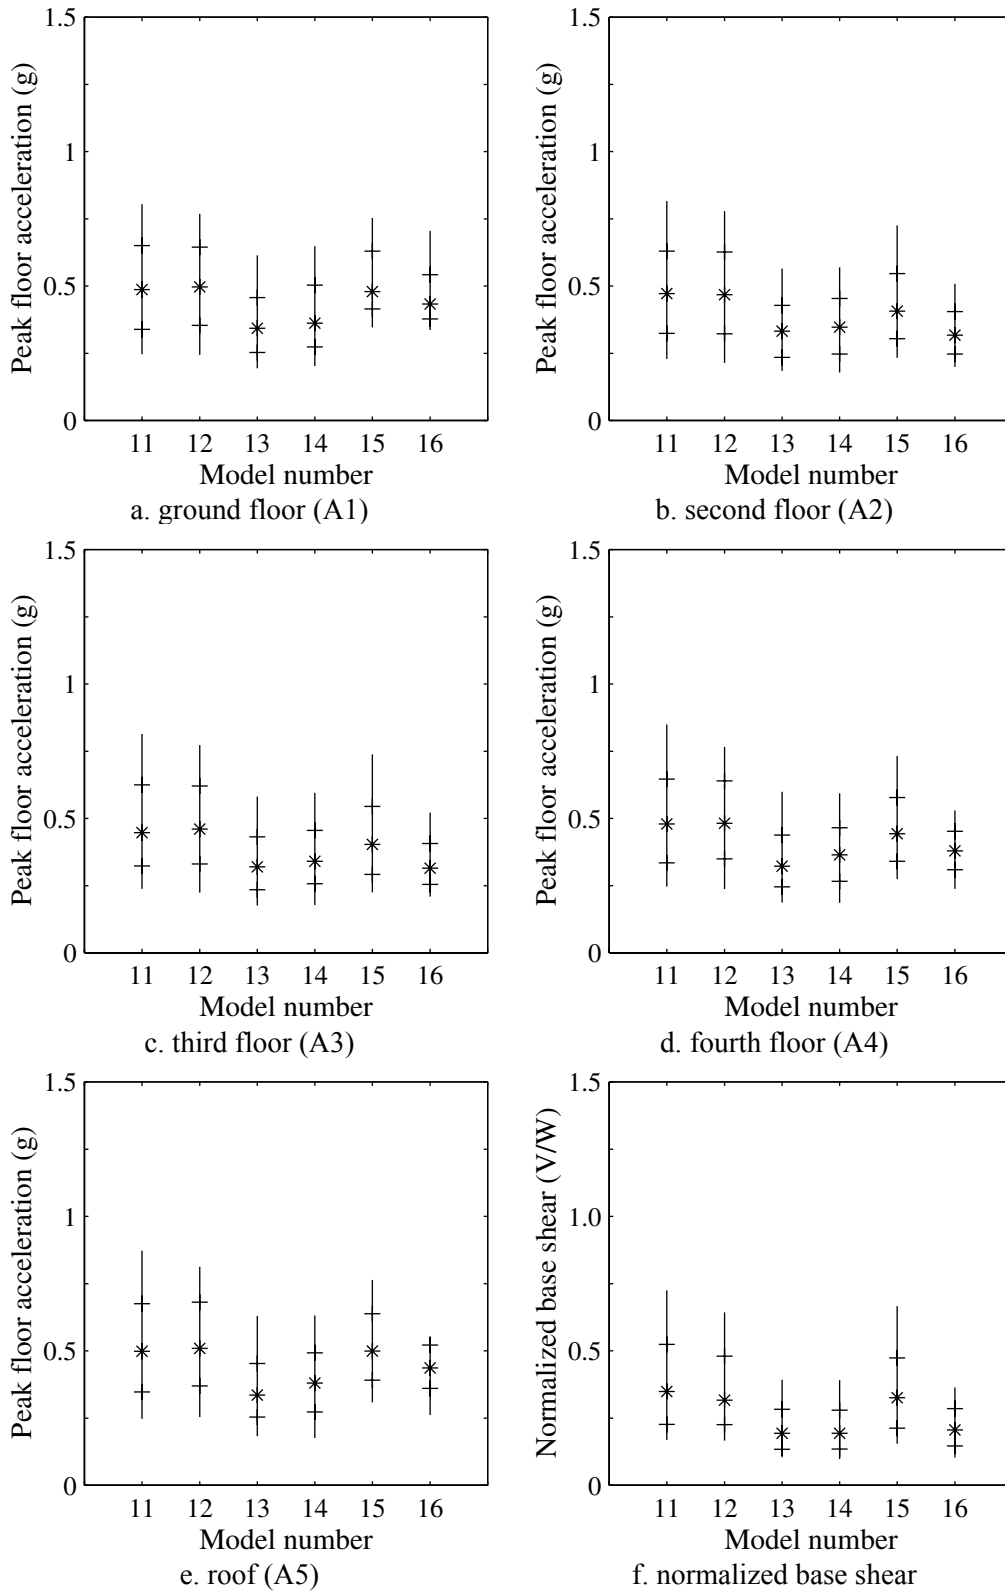 1.5
1
0.5
0
Peak floor acceleration (g)
11 12 13 14 15 16
Model number
a. ground floor (A1)
1.5
1
0.5
0
Peak floor acceleration (g)
11 12 13 14 15 16
Model number
b. second floor (A2)
1.5
1
0.5
0
Peak floor acceleration (g)
11 12 13 14 15 16
Model number
c. third floor (A3)
1.5
1
0.5
0
Peak floor acceleration (g)
11 12 13 14 15 16
Model number
d. fourth floor (A4)
1.5
1
0.5
0
Peak floor acceleration (g)
11 12 13 14 15 16
Model number
e. roof (A5)
1.5
1.0
0.5
0
Normalized base shear (V/W)
11 12 13 14 15 16
Model number
f. normalized base shear